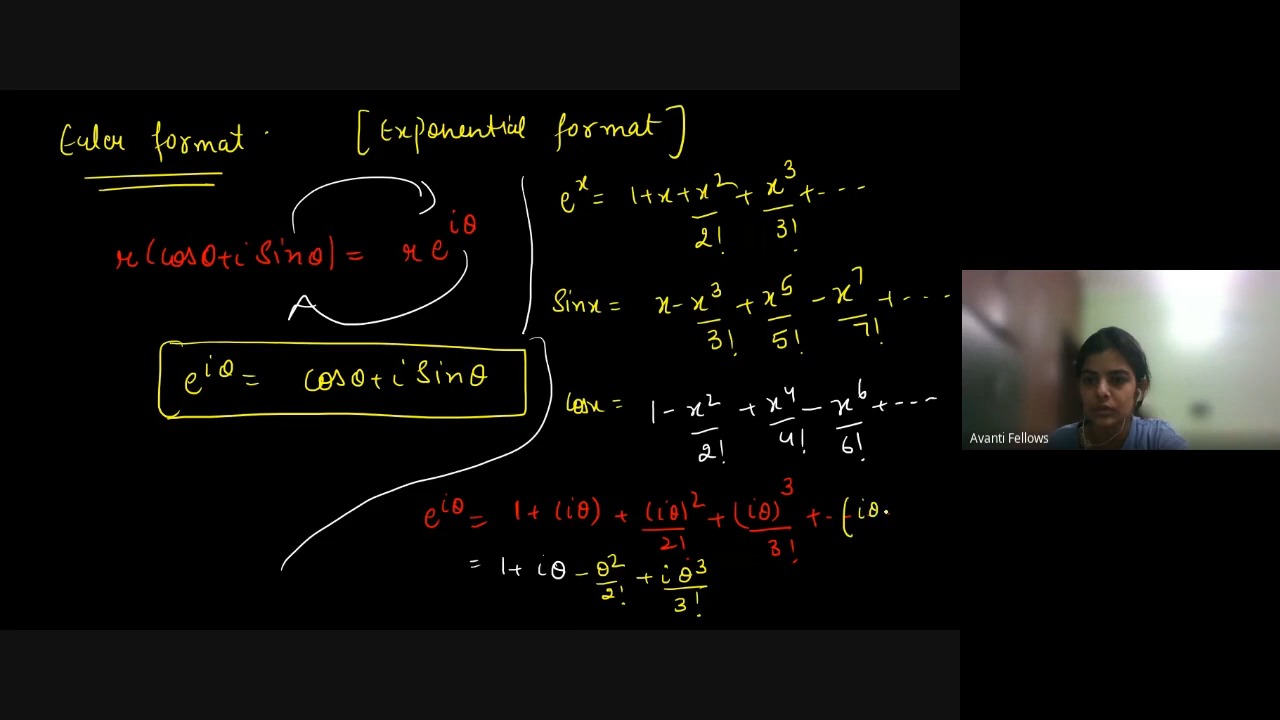 Euler format. [Exponential format]
r(cosθ+i Sinθ) = re^{iθ}
e^{iθ} = cosθ+i Sinθ
e^x = 1+x+x^2/2! + x^3/3! + ---
Sinx = x - x^3/3! + x^5/5! - x^7/7! + ----
cosx = 1 - x^2/2! + x^4/4! - x^6/6! + ---
e^{iθ} = 1 + (iθ) + (iθ)^2/2! + (iθ)^3/3! + - (iθ.
= 1+ iθ - θ^2/2! + iθ^3/3!
Avanti Fellows